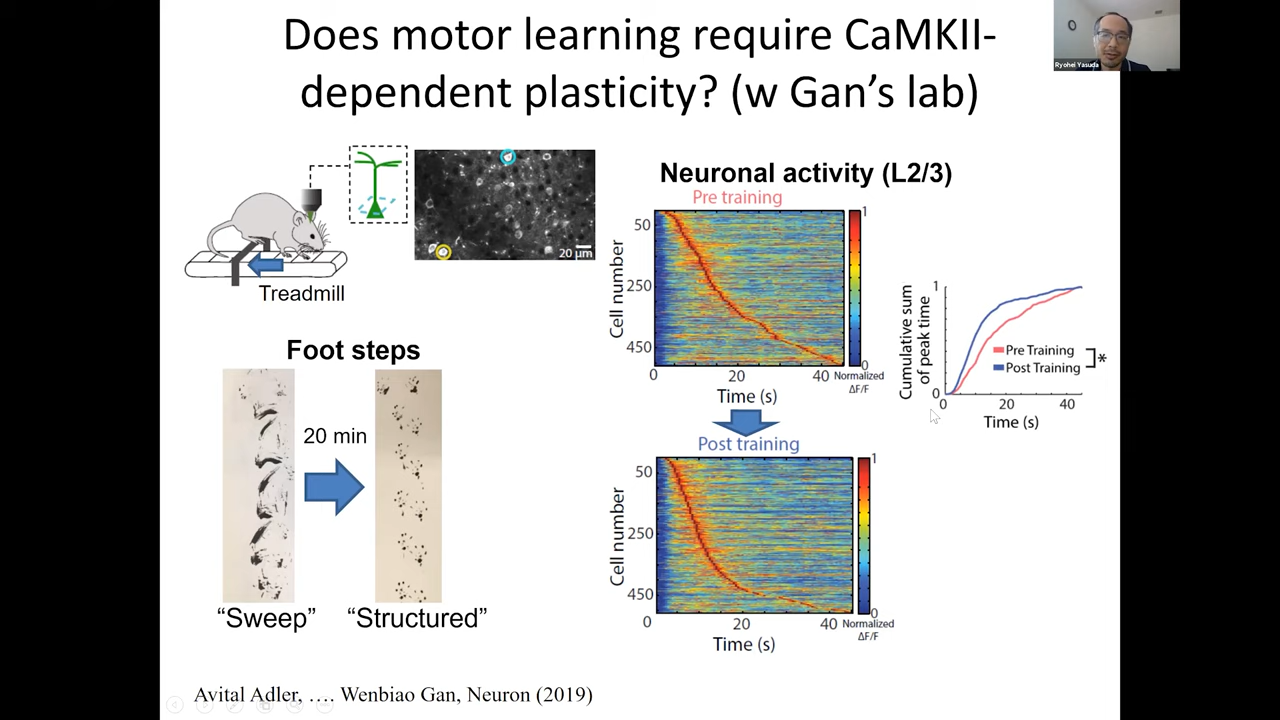 Does motor learning require CaMKII-
dependent plasticity? (w Gan's lab)
Ryohei Yasuda
20 µm
Treadmill
Foot steps
20 min
"Sweep"
"Structured"
Neuronal activity (L2/3)
Pre training
Cell number
50
250
450
0
20
40
Time (s)
1
0
Normalized
ΔF/F
Post training
Cell number
50
250
450
0
20
40
Time (s)
1
0
Normalized
ΔF/F
Cumulative sum
of peak time
1
0
Pre Training
Post Training
*
0
20
40
Time (s)
Avital Adler, …. Wenbiao Gan, Neuron (2019)